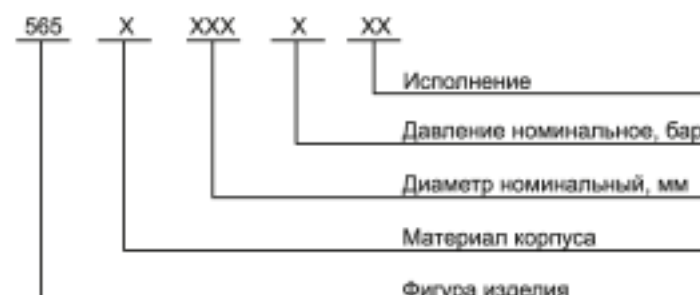 565 X XXX X XX
Исполнение
Давление номинальное, бар
Диаметр номинальный, мм
Материал корпуса
Фигура изделия